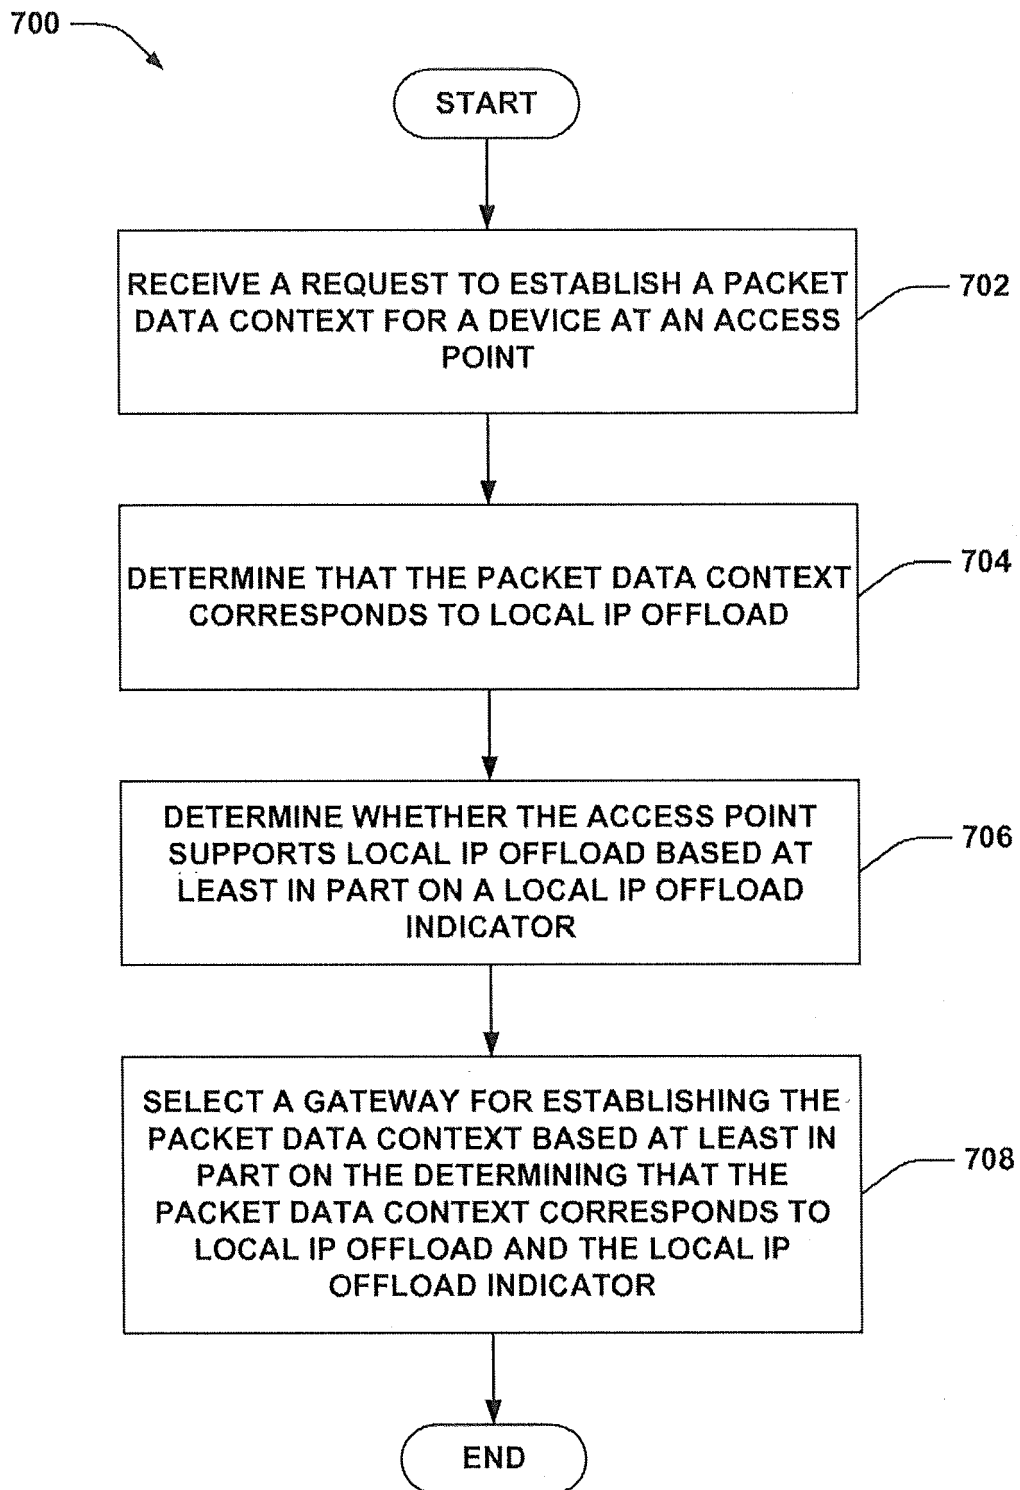 700
START
RECEIVE A REQUEST TO ESTABLISH A PACKET
DATA CONTEXT FOR A DEVICE AT AN ACCESS
POINT
702
DETERMINE THAT THE PACKET DATA CONTEXT
CORRESPONDS TO LOCAL IP OFFLOAD
704
DETERMINE WHETHER THE ACCESS POINT
SUPPORTS LOCAL IP OFFLOAD BASED AT
LEAST IN PART ON A LOCAL IP OFFLOAD
INDICATOR
706
SELECT A GATEWAY FOR ESTABLISHING THE
PACKET DATA CONTEXT BASED AT LEAST IN
PART ON THE DETERMINING THAT THE
PACKET DATA CONTEXT CORRESPONDS TO
LOCAL IP OFFLOAD AND THE LOCAL IP
OFFLOAD INDICATOR
708
END